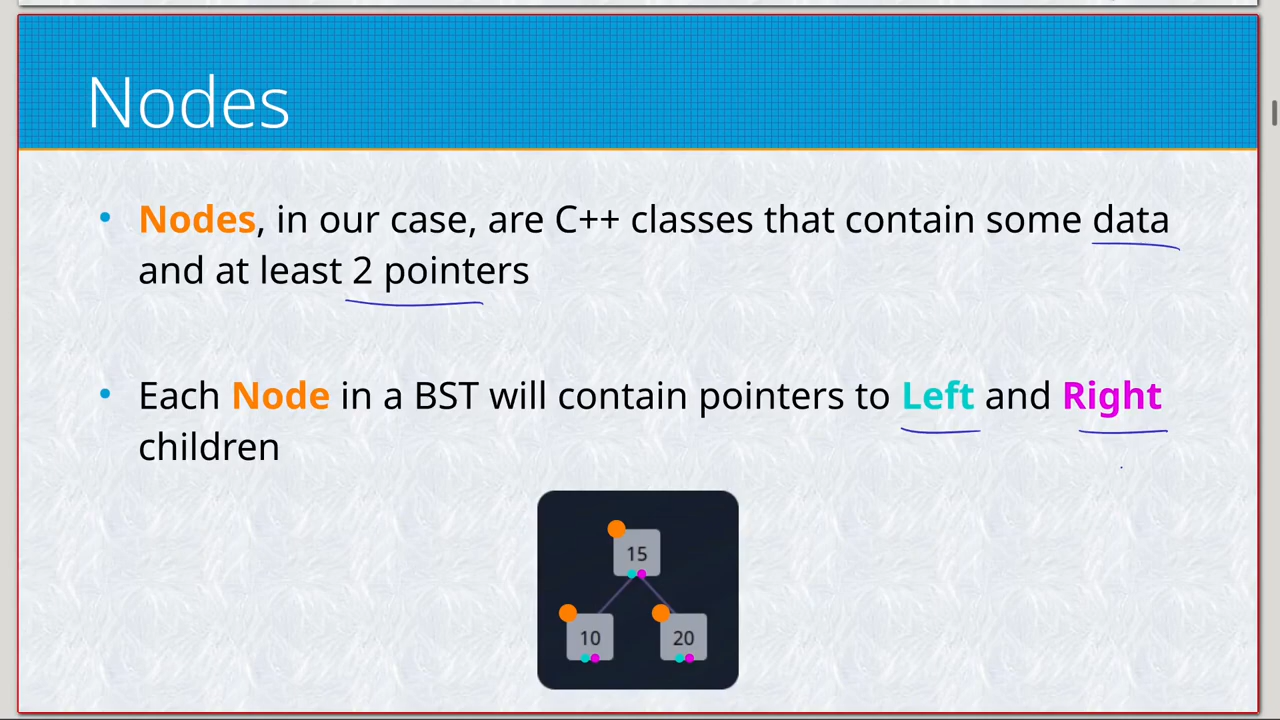 Nodes
• Nodes, in our case, are C++ classes that contain some data
and at least 2 pointers
• Each Node in a BST will contain pointers to Left and Right
children
15
10 20